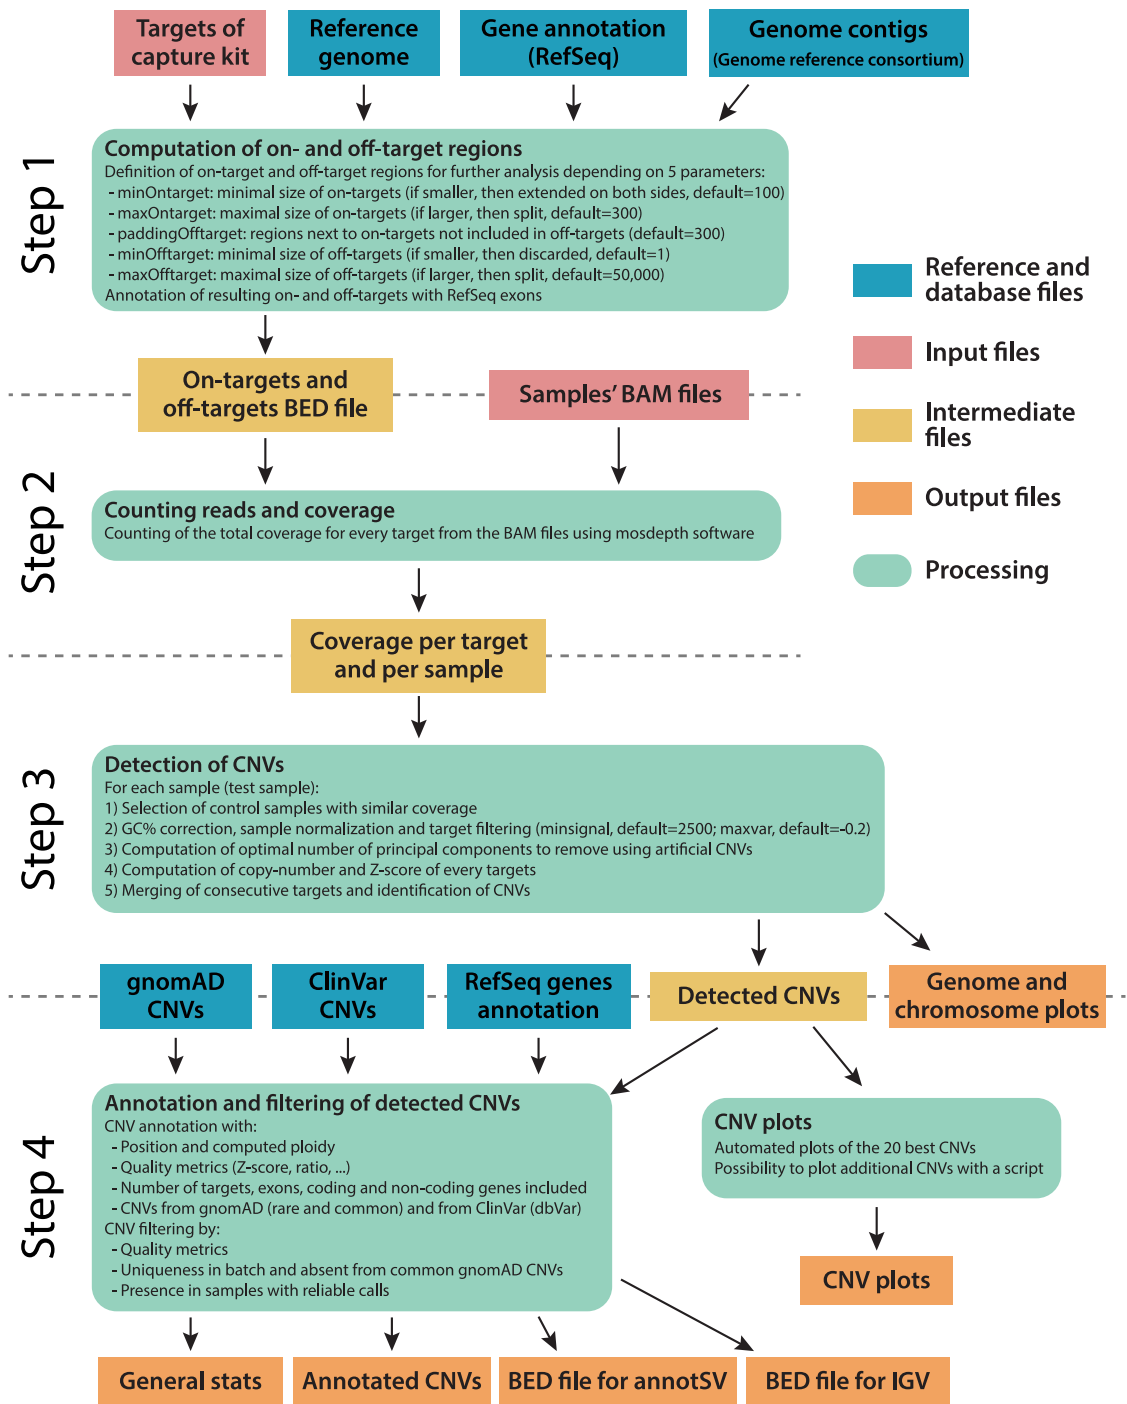 Targets of
capture kit
Reference
genome
Gene annotation
(RefSeq)
Genome contigs
(Genome reference consortium)
Step 1
Computation of on- and off-target regions
Definition of on-target and off-target regions for further analysis depending on 5 parameters:
- minOntarget: minimal size of on-targets (if smaller, then extended on both sides, default=100)
- maxOntarget: maximal size of on-targets (if larger, then split, default=300)
- paddingOfftarget: regions next to on-targets not included in off-targets (default=300)
- minOfftarget: minimal size of off-targets (if smaller, then discarded, default=1)
- maxOfftarget: maximal size of off-targets (if larger, then split, default=50,000)
Annotation of resulting on- and off-targets with RefSeq exons
Reference and
database files
Input files
Intermediate
files
Output files
Processing
On-targets and
off-targets BED file
Samples' BAM files
Step 2
Counting reads and coverage
Counting of the total coverage for every target from the BAM files using mosdepth software
Coverage per target
and per sample
Step 3
Detection of CNVs
For each sample (test sample):
1) Selection of control samples with similar coverage
2) GC% correction, sample normalization and target filtering (minsignal, default=2500; maxvar, default=-0.2)
3) Computation of optimal number of principal components to remove using artificial CNVs
4) Computation of copy-number and Z-score of every targets
5) Merging of consecutive targets and identification of CNVs
gnomAD
CNVs
ClinVar
CNVs
RefSeq genes
annotation
Detected CNVs
Genome and
chromosome plots
Step 4
Annotation and filtering of detected CNVs
CNV annotation with:
- Position and computed ploidy
- Quality metrics (Z-score, ratio, ...)
- Number of targets, exons, coding and non-coding genes included
- CNVs from gnomAD (rare and common) and from ClinVar (dbVar)
CNV filtering by:
- Quality metrics
- Uniqueness in batch and absent from common gnomAD CNVs
- Presence in samples with reliable calls
CNV plots
Automated plots of the 20 best CNVs
Possibility to plot additional CNVs with a script
CNV plots
General stats
Annotated CNVs
BED file for annotSV
BED file for IGV